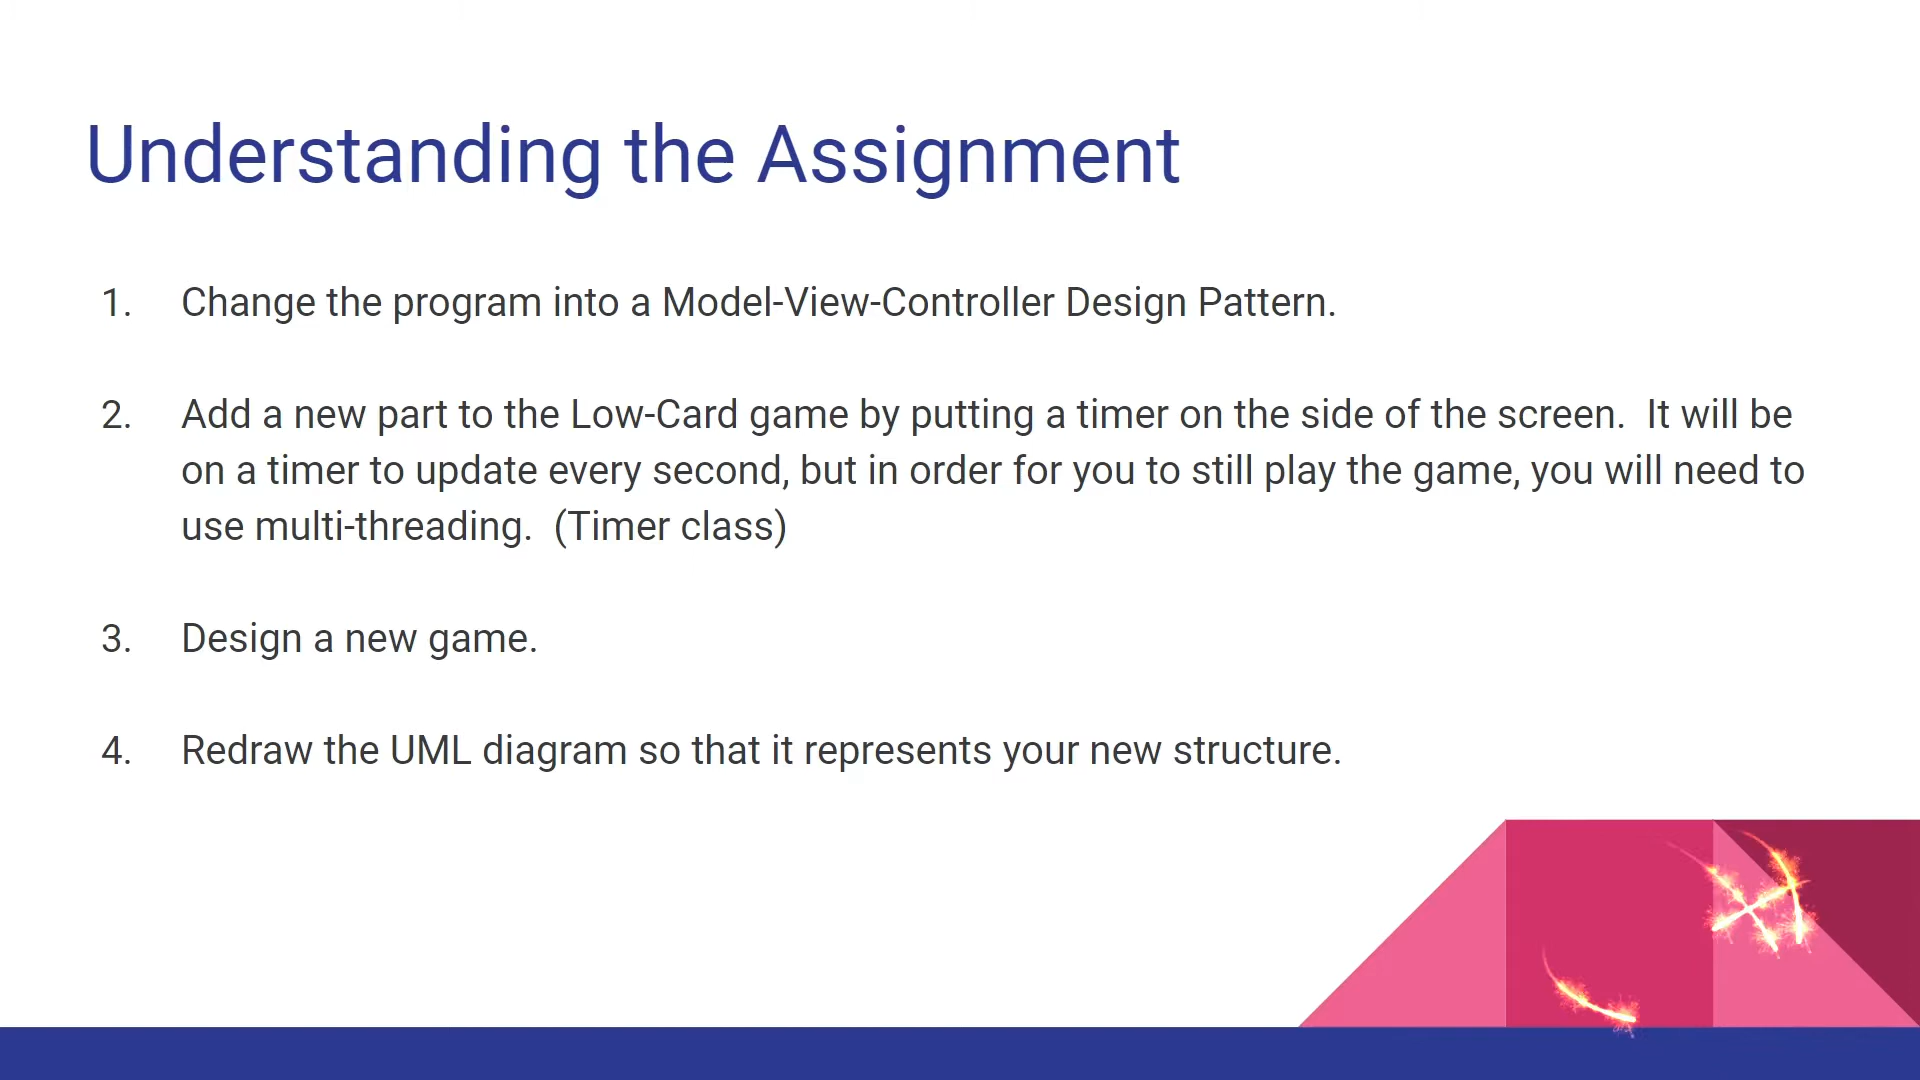 Understanding the Assignment
1. Change the program into a Model-View-Controller Design Pattern.
2. Add a new part to the Low-Card game by putting a timer on the side of the screen.  It will be
on a timer to update every second, but in order for you to still play the game, you will need to
use multi-threading.  (Timer class)
3. Design a new game.
4. Redraw the UML diagram so that it represents your new structure.